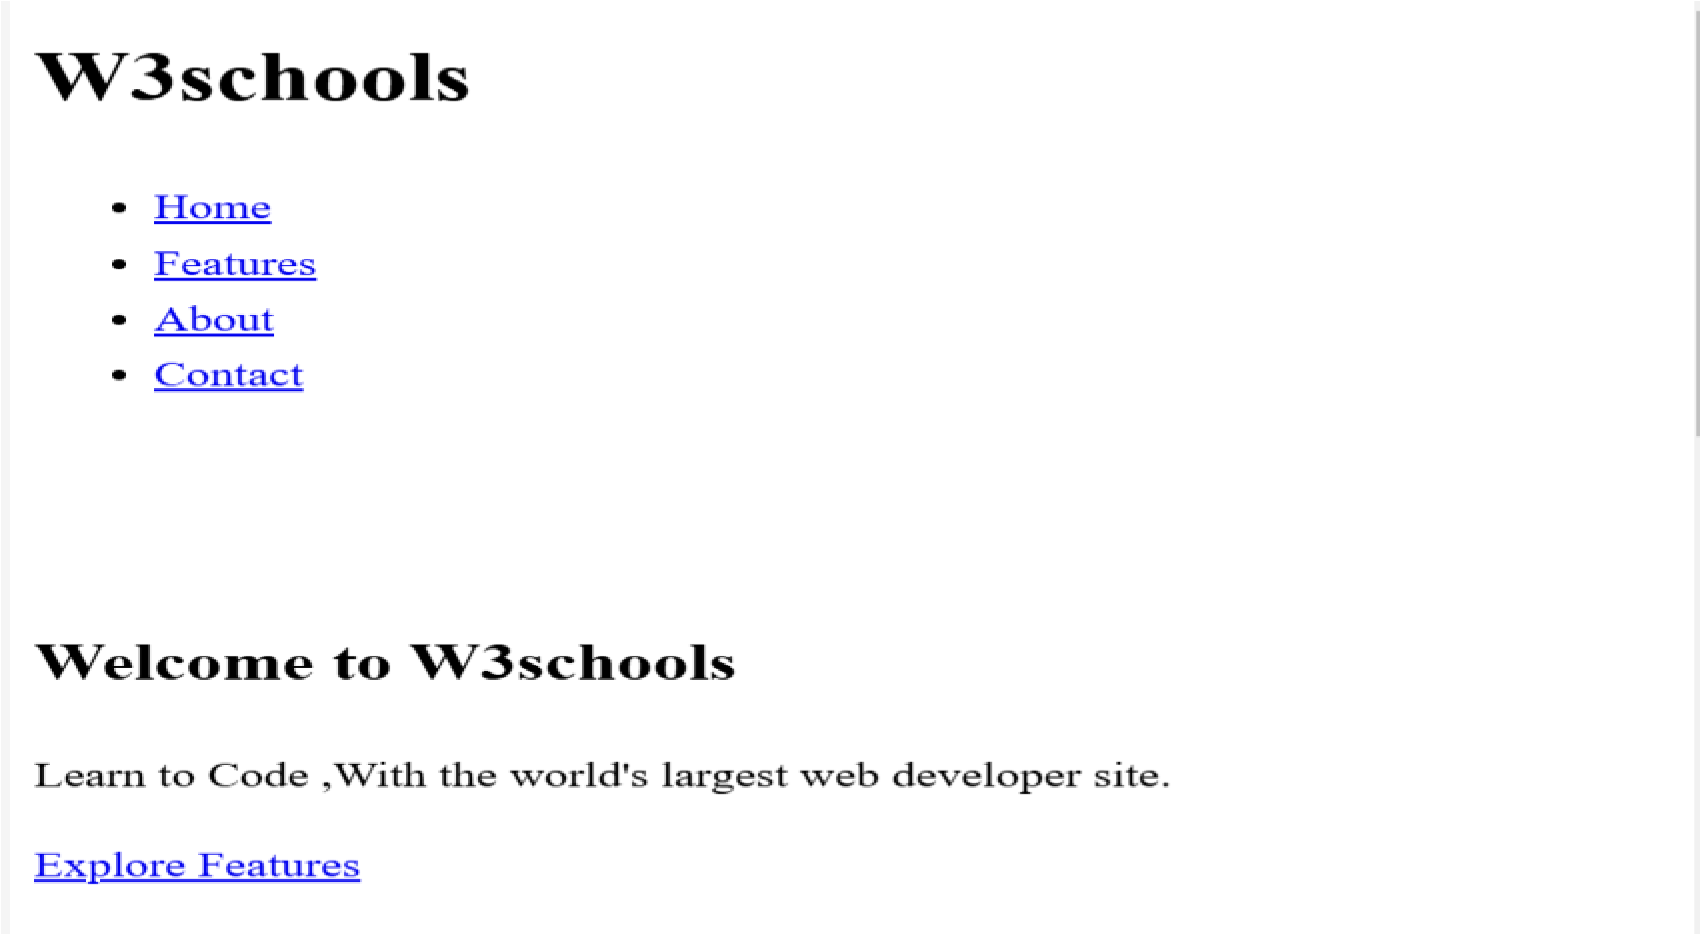 W3schools
Home
Features
About
Contact
Welcome to W3schools
Learn to Code ,With the world's largest web developer site.
Explore Features